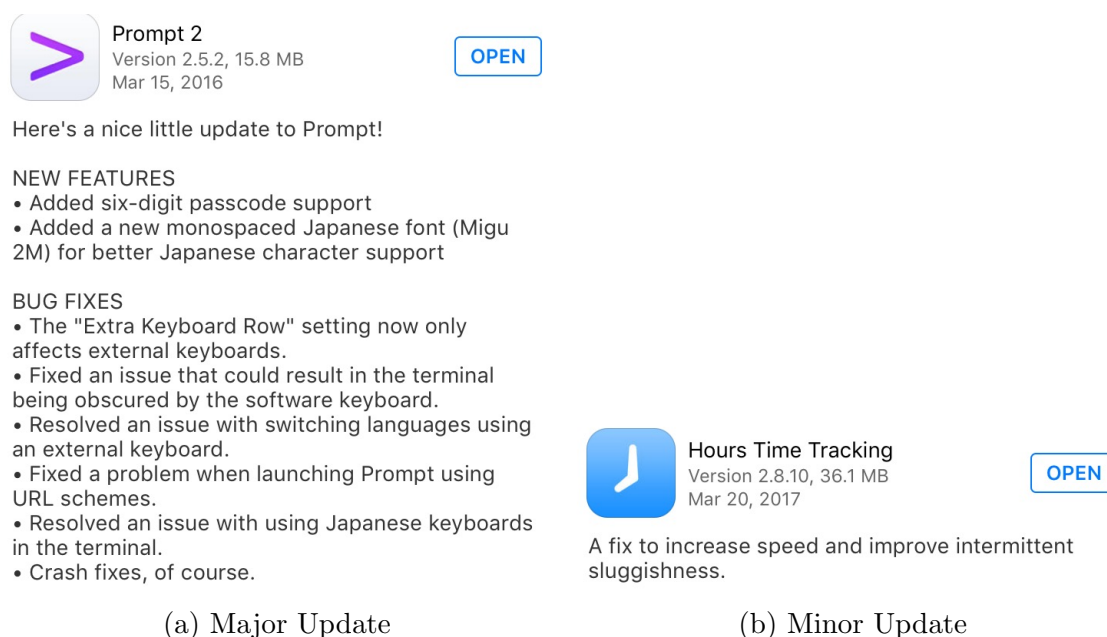 Prompt 2
Version 2.5.2, 15.8 MB
Mar 15, 2016
OPEN
Here's a nice little update to Prompt!
NEW FEATURES
• Added six-digit passcode support
• Added a new monospaced Japanese font (Migu
2M) for better Japanese character support
BUG FIXES
• The "Extra Keyboard Row" setting now only
affects external keyboards.
• Fixed an issue that could result in the terminal
being obscured by the software keyboard.
• Resolved an issue with switching languages using
an external keyboard.
• Fixed a problem when launching Prompt using
URL schemes.
• Resolved an issue with using Japanese keyboards
in the terminal.
• Crash fixes, of course.
(a) Major Update
Hours Time Tracking
Version 2.8.10, 36.1 MB
Mar 20, 2017
OPEN
A fix to increase speed and improve intermittent
sluggishness.
(b) Minor Update